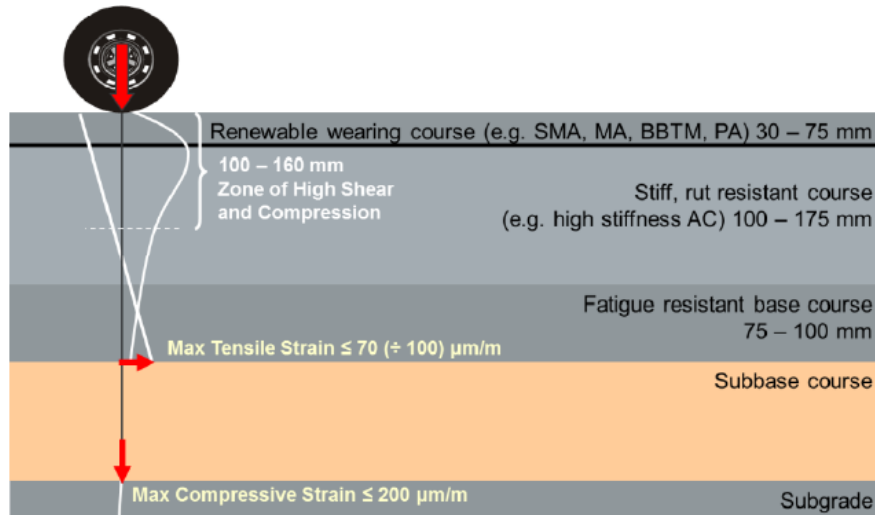 Renewable wearing course (e.g. SMA, MA, BBTM, PA) 30 – 75 mm
100 – 160 mm
Zone of High Shear
and Compression
Stiff, rut resistant course
(e.g. high stiffness AC) 100 – 175 mm
Fatigue resistant base course
75 – 100 mm
Max Tensile Strain ≤ 70 (÷ 100) μm/m
Subbase course
Max Compressive Strain ≤ 200 μm/m
Subgrade